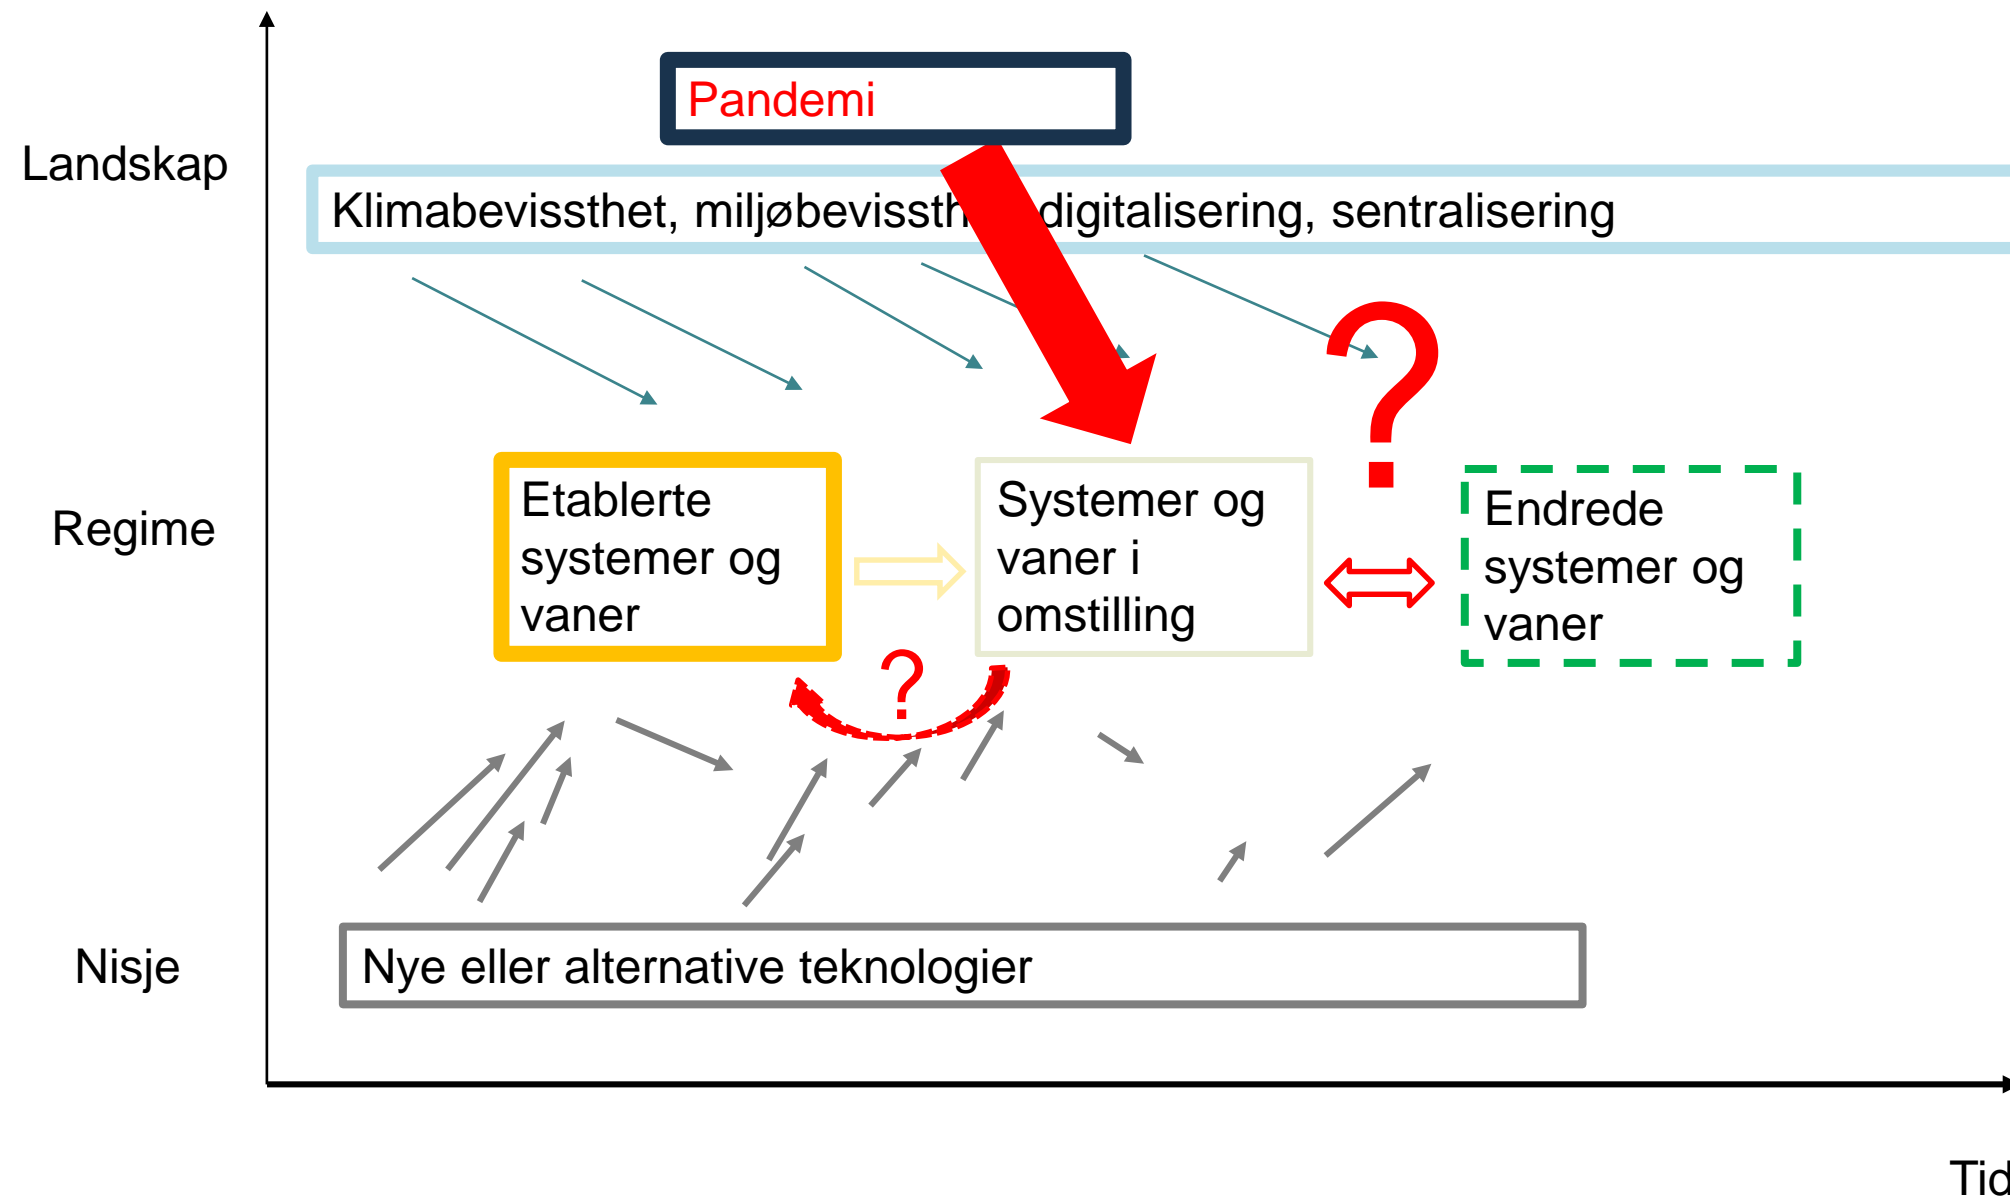 Pandemi
Landskap
Klimabevissthet, miljøbevissth digitalisering, sentralisering
?
Regime
Etablerte
systemer og
vaner
Systemer og
vaner i
omstilling
Endrede
systemer og
vaner
?
Nisje
Nye eller alternative teknologier
Tid